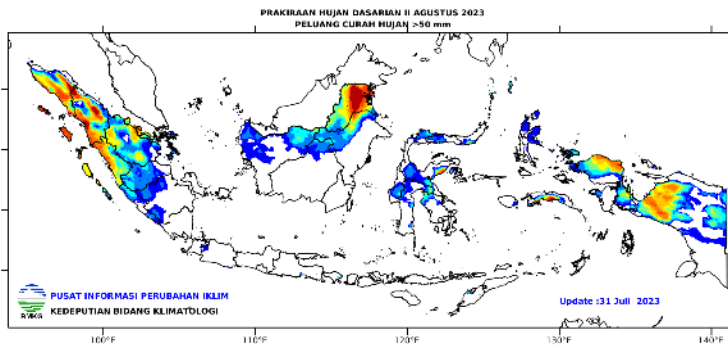 PRAKIRAAN HUJAN DASARIAN II AGUSTUS 2023
PELUANG CURAH HUJAN >50 mm
PUSAT INFORMASI PERUBAHAN IKLIM
BMKG
KEDEPUTIAN BIDANG KLIMATOLOGI
Update :31 Juli 2023
100°E
110°E
120°E
130°E
140°E